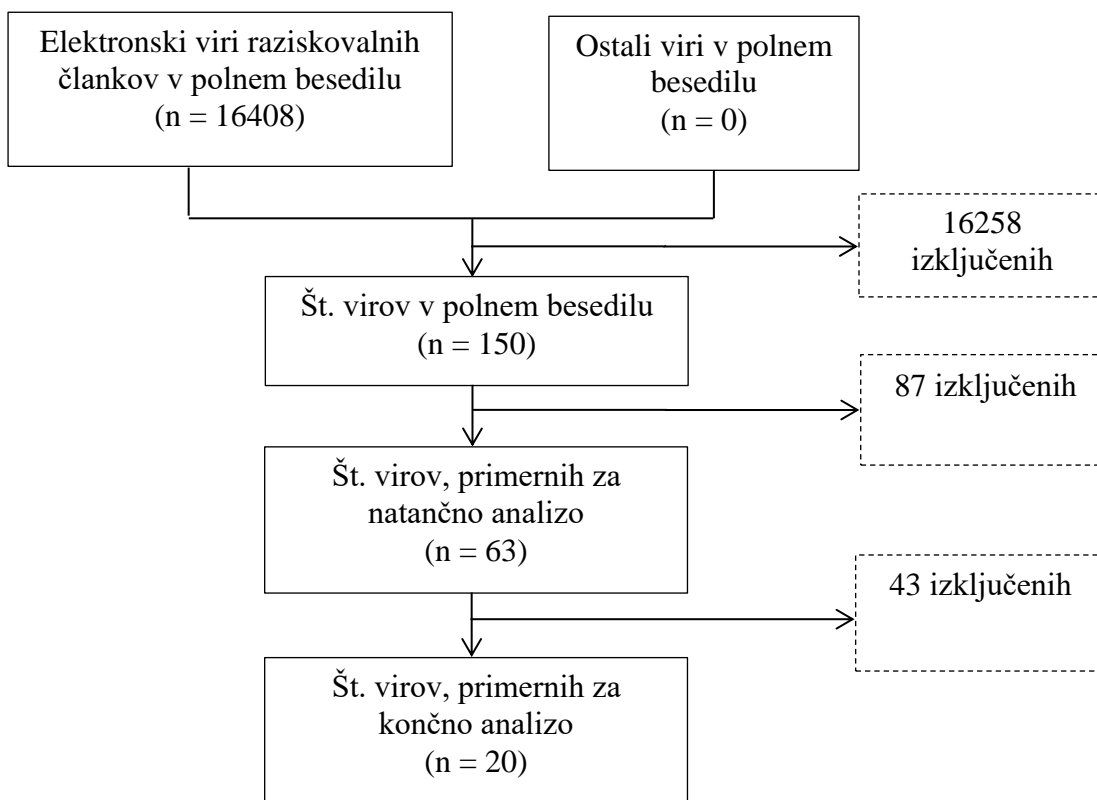 Elektronski viri raziskovalnih
člankov v polnem besedilu
(n = 16408)
Ostali viri v polnem
besedilu
(n = 0)
16258
izključenih
Št. virov v polnem besedilu
(n = 150)
87 izključenih
Št. virov, primernih za
natančno analizo
(n = 63)
43 izključenih
Št. virov, primernih za
končno analizo
(n = 20)